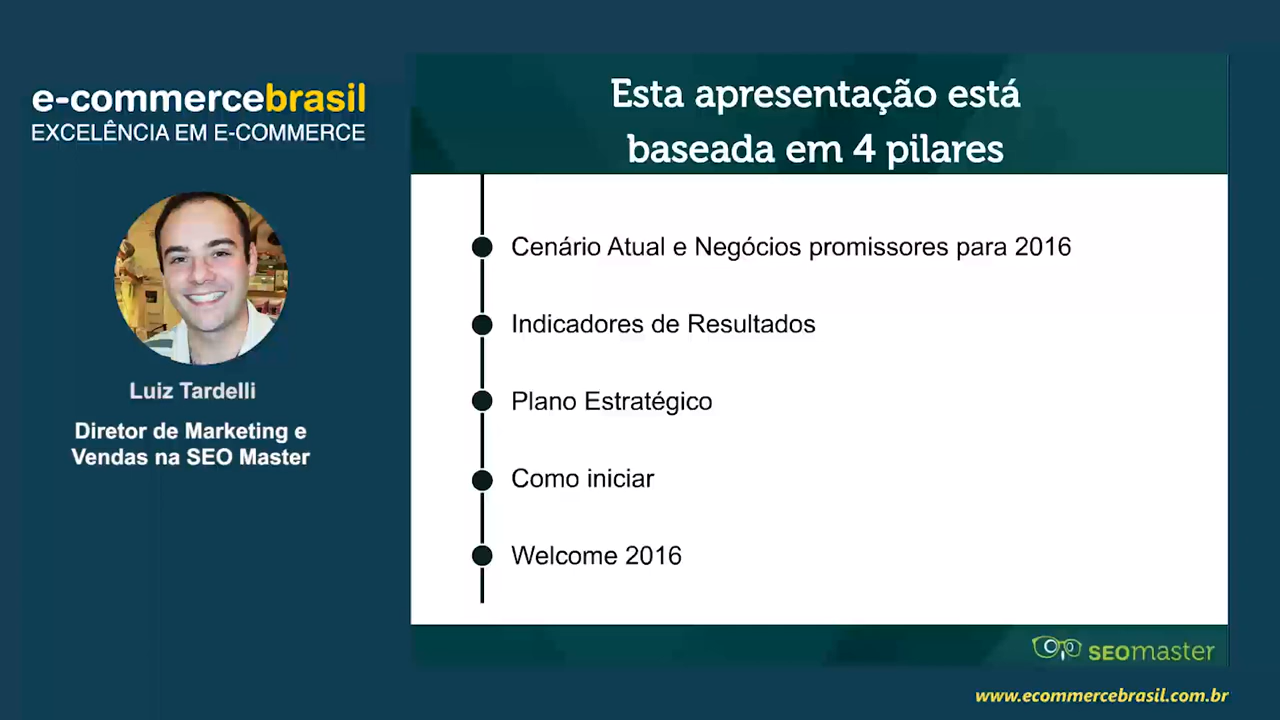 e-commercebrasil
EXCELÊNCIA EM E-COMMERCE
Luiz Tardelli
Diretor de Marketing e
Vendas na SEO Master
Esta apresentação está
baseada em 4 pilares
Cenário Atual e Negócios promissores para 2016
Indicadores de Resultados
Plano Estratégico
Como iniciar
Welcome 2016
SEOmaster
www.ecommercebrasil.com.br